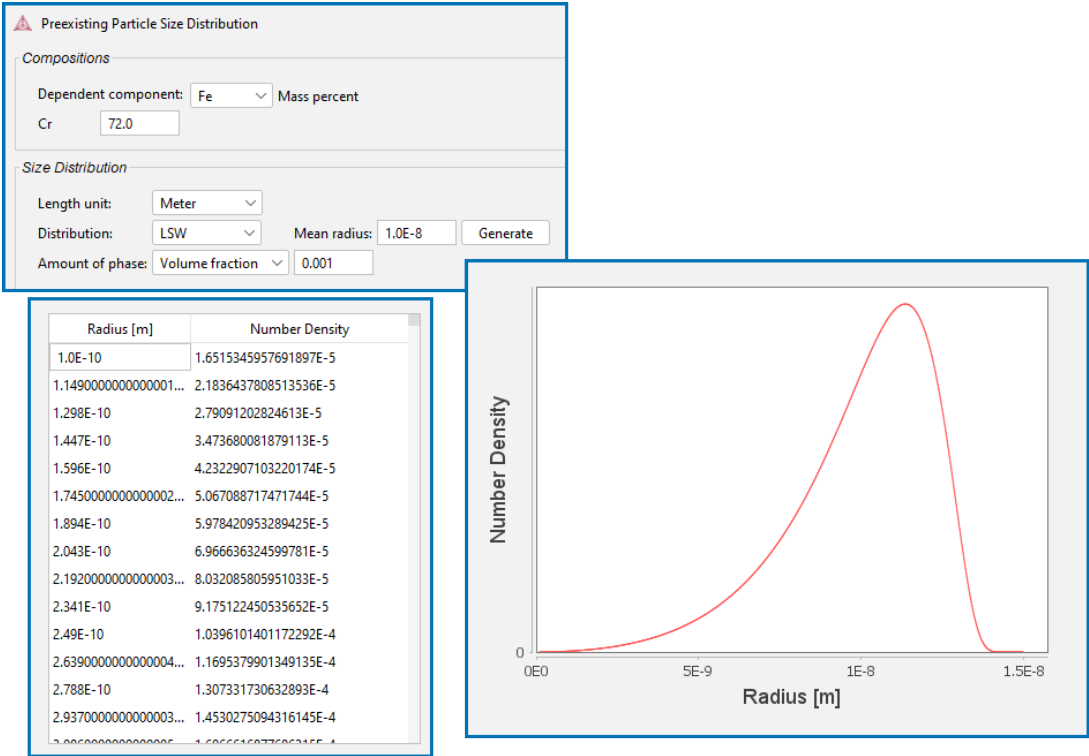 Preexisting Particle Size Distribution
Compositions
Dependent component: Fe Mass percent
Cr 72.0
Size Distribution
Length unit: Meter
Distribution: LSW Mean radius: 1.0E-8 Generate
Amount of phase: Volume fraction 0.001
Radius [m] Number Density
1.0E-10 1.6515345957691897E-5
1.1490000000000001... 2.1836437808513536E-5
1.298E-10 2.79091202824613E-5
1.447E-10 3.473680081879113E-5
1.596E-10 4.2322907103220174E-5
1.7450000000000002... 5.067088717471744E-5
1.894E-10 5.978420953289425E-5
2.043E-10 6.966636324599781E-5
2.1920000000000003... 8.032085805951033E-5
2.341E-10 9.175122450535652E-5
2.49E-10 1.0396101401172292E-4
2.6390000000000004... 1.1695379901349135E-4
2.788E-10 1.307331730632893E-4
2.9370000000000003... 1.4530275094316145E-4
Number Density
0
0E0 5E-9 1E-8 1.5E-8
Radius [m]